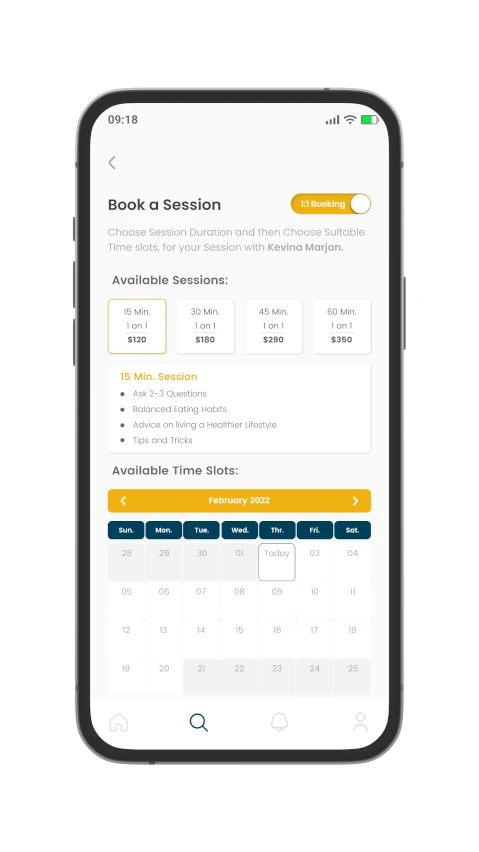 09:18
Book a Session
1:1 Booking
Choose Session Duration and then Choose Suitable
Time slots, for your Session with Kevina Marjan.
Available Sessions:
15 Min. 30 Min. 45 Min. 60 Min.
1 on 1 1 on 1 1 on 1 1 on 1
$120 $180 $290 $350
15 Min. Session
• Ask 2-3 Questions
• Balanced Eating Habits
• Advice on living a Healthier Lifestyle
• Tips and Tricks
Available Time Slots:
February 2022
Sun. Mon. Tue. Wed. Thr. Fri. Sat.
28 29 30 01 Today 03 04
05 06 07 08 09 10 11
12 13 14 15 16 17 18
19 20 21 22 23 24 25